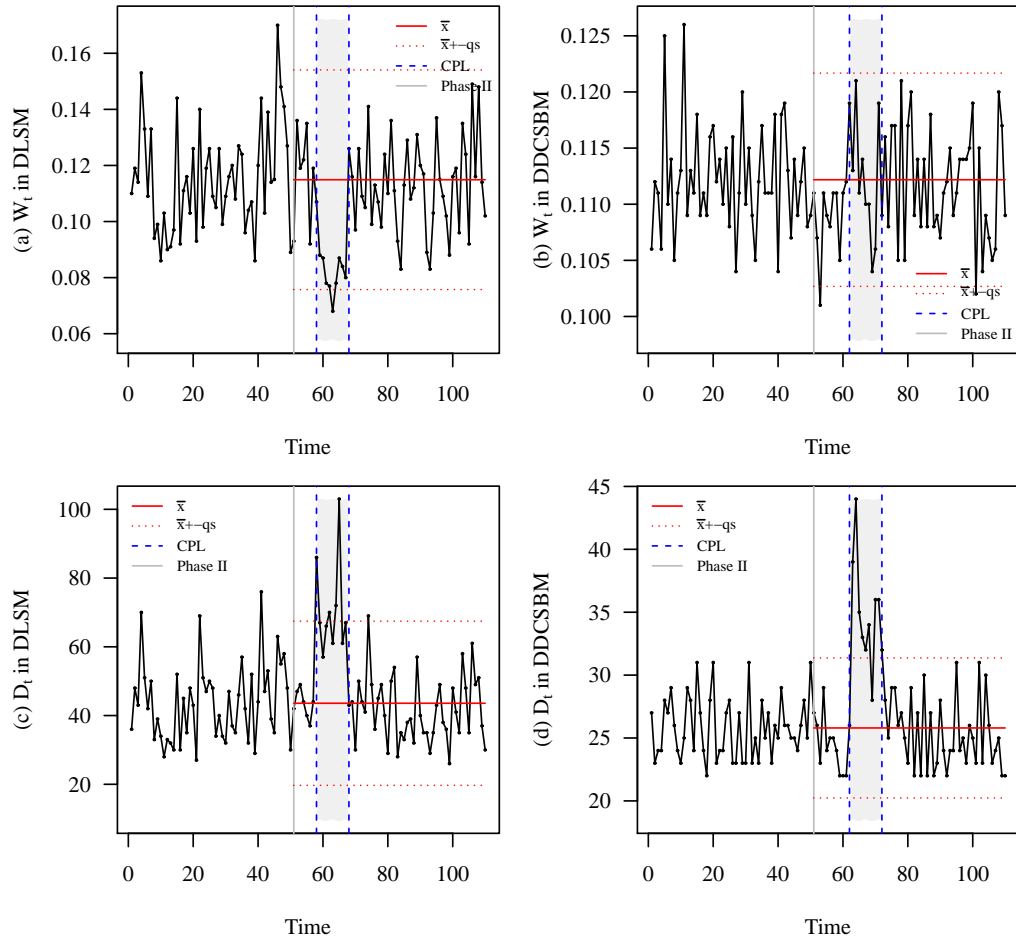 (a) W_t in DLSM
0.16
0.14
0.12
0.10
0.08
0.06
x̅
x̅+−qs
CPL
Phase II
0 20 40 60 80 100
Time
(b) W_t in DDCSBM
0.125
0.120
0.115
0.110
0.105
0.100
x̅
x̅+−qs
CPL
Phase II
0 20 40 60 80 100
Time
(c) D_t in DLSM
100
80
60
40
20
x̅
x̅+−qs
CPL
Phase II
0 20 40 60 80 100
Time
(d) D_t in DDCSBM
45
40
35
30
25
20
x̅
x̅+−qs
CPL
Phase II
0 20 40 60 80 100
Time